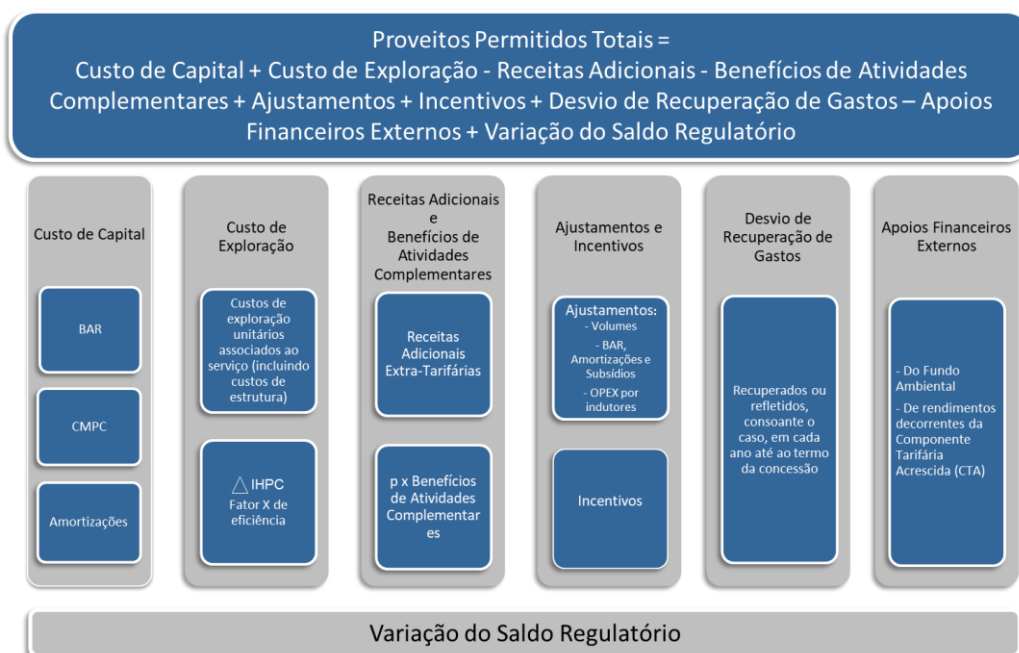 Proveitos Permitidos Totais =
Custo de Capital + Custo de Exploração - Receitas Adicionais - Benefícios de Atividades
Complementares + Ajustamentos + Incentivos + Desvio de Recuperação de Gastos – Apoios
Financeiros Externos + Variação do Saldo Regulatório
Custo de Capital
BAR
CMPC
Amortizações
Custo de
Exploração
Custos de
exploração
unitários
associados ao
serviço (incluindo
custos de
estrutura)
△ IHPC
Fator X de
eficiência
Receitas Adicionais
e
Benefícios de
Atividades
Complementares
Receitas
Adicionais
Extra-Tarifárias
p x Benefícios
de Atividades
Complementar
es
Ajustamentos e
Incentivos
Ajustamentos:
- Volumes
- BAR,
Amortizações e
Subsídios
- OPEX por
indutores
Incentivos
Desvio de
Recuperação de
Gastos
Recuperados ou
refletidos,
consoante o
caso, em cada
ano até ao termo
da concessão
Apoios Financeiros
Externos
- Do Fundo
Ambiental
- De rendimentos
decorrentes da
Componente
Tarifária
Acrescida (CTA)
Variação do Saldo Regulatório